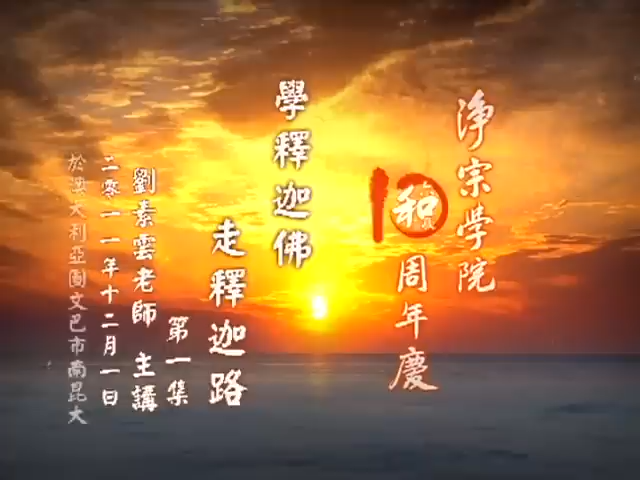 淨宗學院
10和周年慶
學釋迦佛
走釋迦路
第一集
劉素雲老師 主講
二零一一年十二月一日
於澳大利亞圖文巴市南昆大